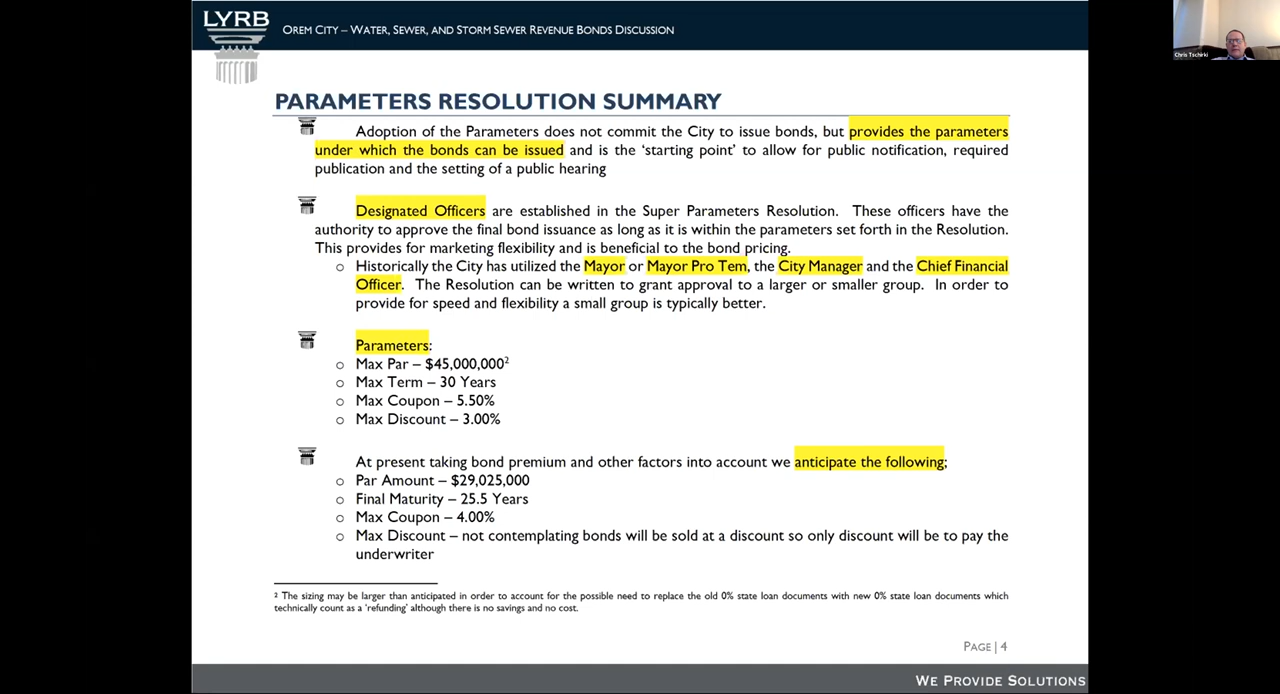 LYRB
OREM CITY – WATER, SEWER, AND STORM SEWER REVENUE BONDS DISCUSSION
Chris Tschirki
PARAMETERS RESOLUTION SUMMARY
Adoption of the Parameters does not commit the City to issue bonds, but provides the parameters
under which the bonds can be issued and is the ‘starting point’ to allow for public notification, required
publication and the setting of a public hearing
Designated Officers are established in the Super Parameters Resolution. These officers have the
authority to approve the final bond issuance as long as it is within the parameters set forth in the Resolution.
This provides for marketing flexibility and is beneficial to the bond pricing.
o Historically the City has utilized the Mayor or Mayor Pro Tem, the City Manager and the Chief Financial
Officer. The Resolution can be written to grant approval to a larger or smaller group. In order to
provide for speed and flexibility a small group is typically better.
Parameters:
o Max Par – $45,000,000²
o Max Term – 30 Years
o Max Coupon – 5.50%
o Max Discount – 3.00%
At present taking bond premium and other factors into account we anticipate the following;
o Par Amount – $29,025,000
o Final Maturity – 25.5 Years
o Max Coupon – 4.00%
o Max Discount – not contemplating bonds will be sold at a discount so only discount will be to pay the
underwriter
² The sizing may be larger than anticipated in order to account for the possible need to replace the old 0% state loan documents with new 0% state loan documents which
technically count as a ‘refunding’ although there is no savings and no cost.
PAGE | 4
WE PROVIDE SOLUTIONS